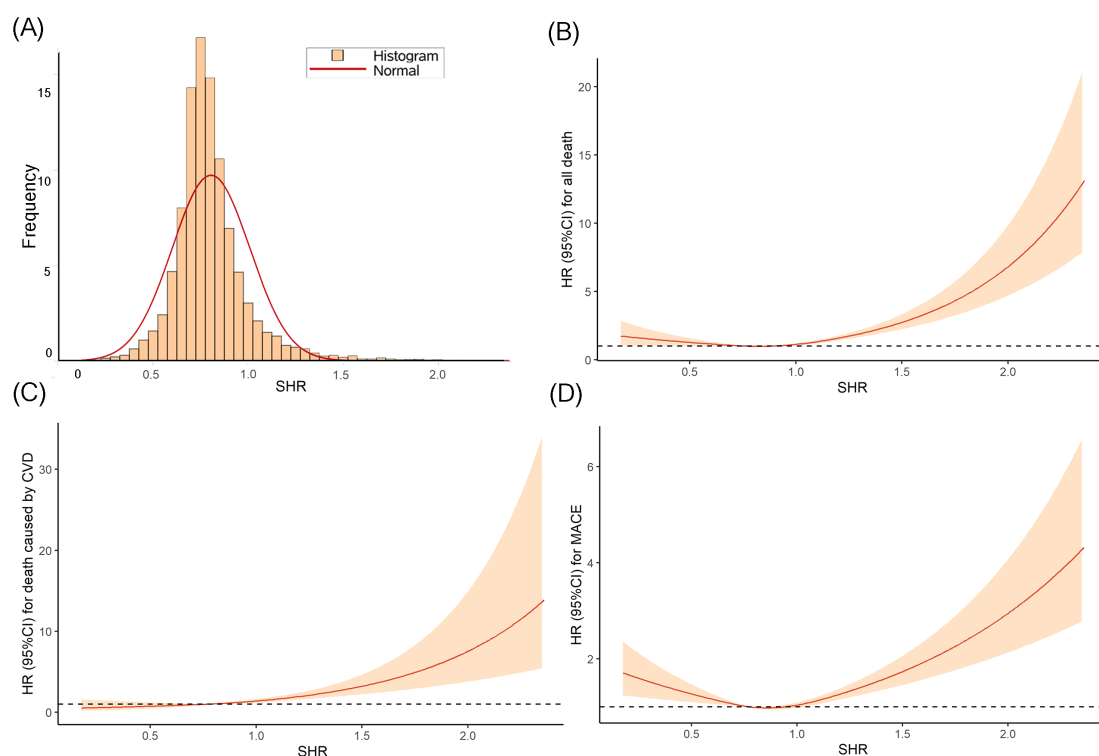 (A)
Histogram
Normal
Frequency
15
10
5
0
0
0.5
1.0
1.5
2.0
SHR
(B)
HR (95%CI) for all death
20
15
10
5
0
0.5
1.0
1.5
2.0
SHR
(C)
HR (95%CI) for death caused by CVD
30
20
10
0
0.5
1.0
1.5
2.0
SHR
(D)
HR (95%CI) for MACE
6
4
2
0.5
1.0
1.5
2.0
SHR